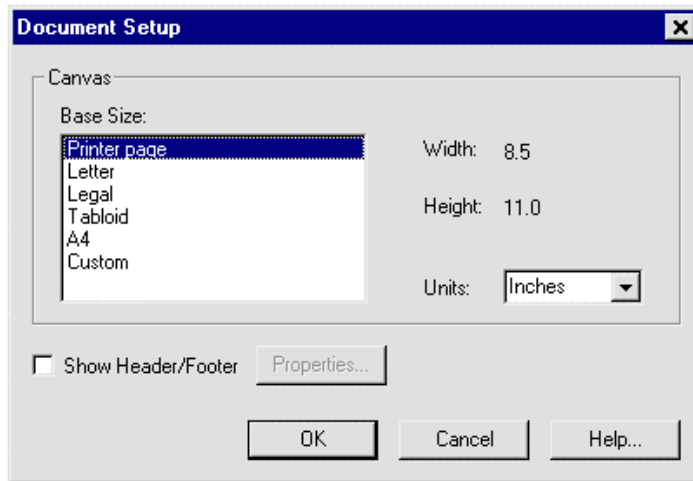 Document Setup
Canvas
Base Size:
Printer page
Letter
Legal
Tabloid
A4
Custom
Width: 8.5
Height: 11.0
Units: Inches
Show Header/Footer Properties...
OK Cancel Help...